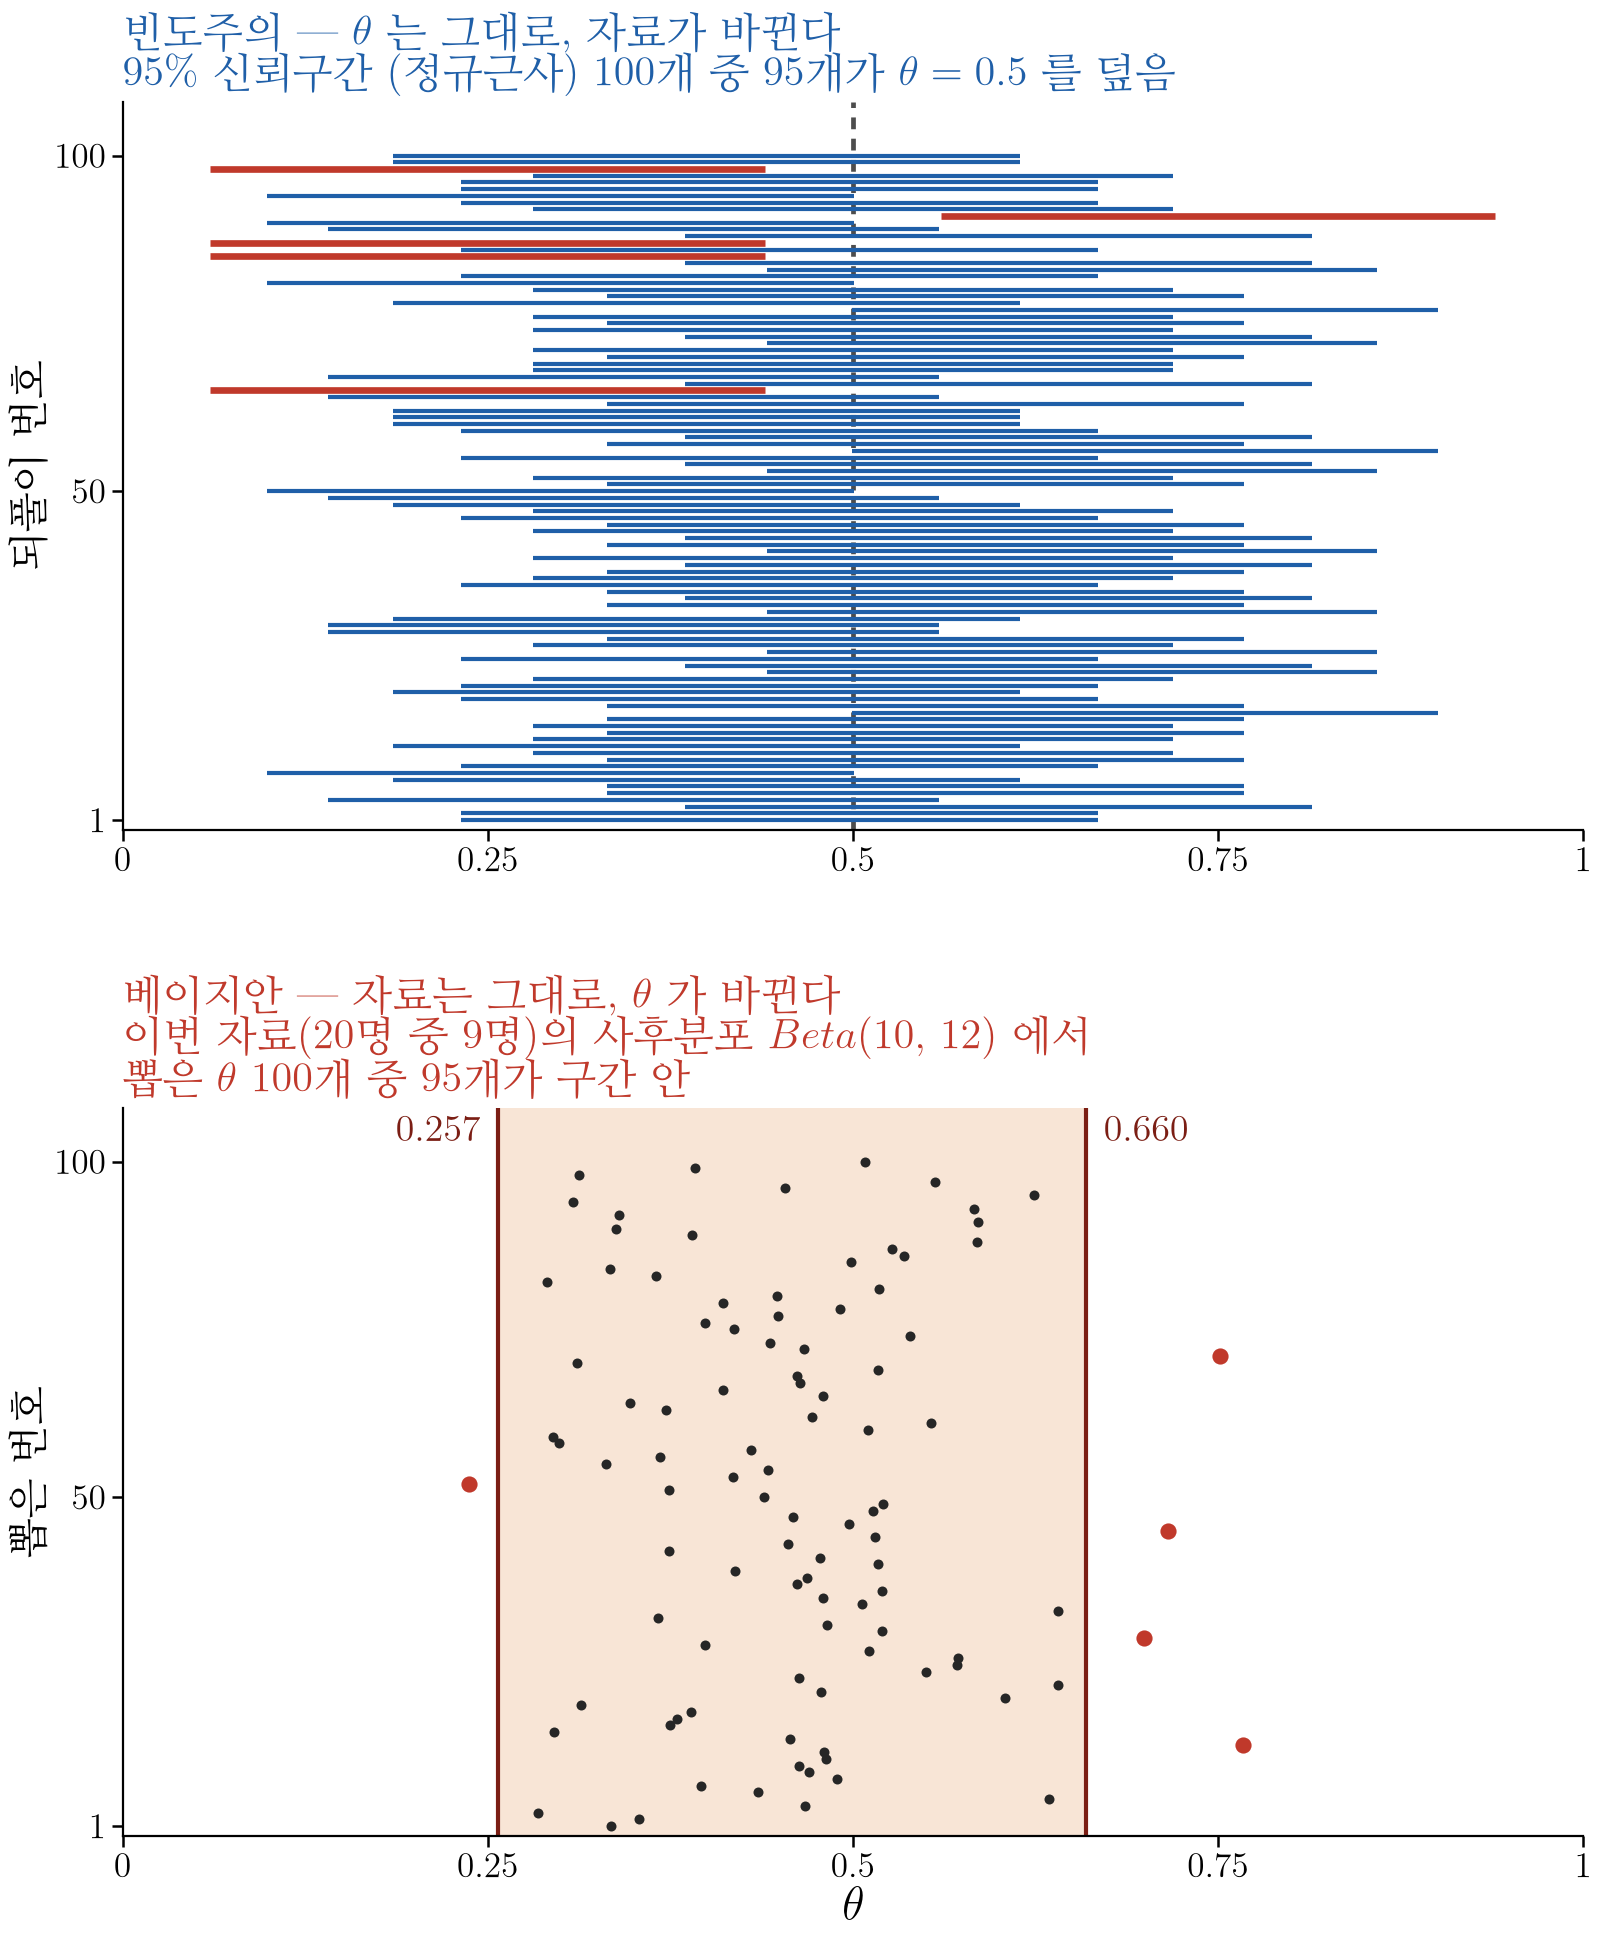 빈도주의 — θ 는 그대로, 자료가 바뀐다
95% 신뢰구간 (정규근사) 100개 중 95개가 θ = 0.5 를 덮음
100
50
1
되풀이 번호
0 0.25 0.5 0.75 1
베이지안 — 자료는 그대로, θ 가 바뀐다
이번 자료(20명 중 9명)의 사후분포 Beta(10, 12) 에서
뽑은 θ 100개 중 95개가 구간 안
0.257 0.660
100
50
1
뽑은 번호
0 0.25 0.5 0.75 1
θ